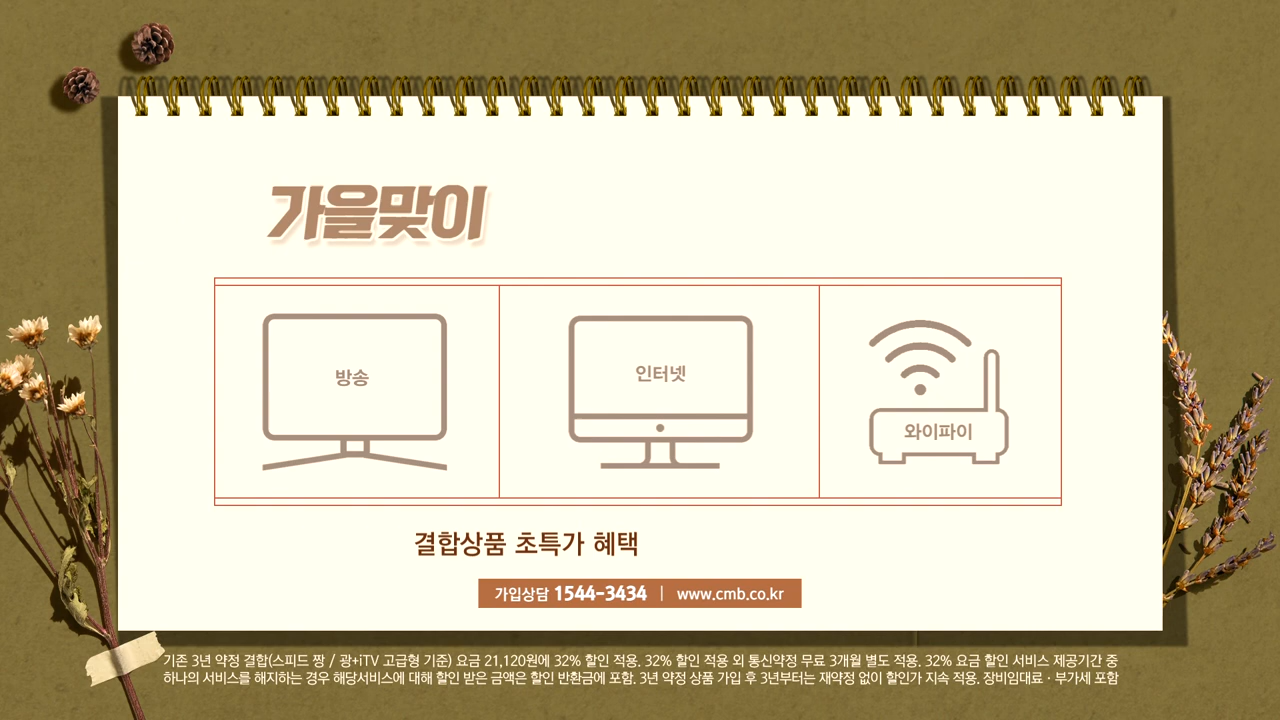 가을맞이
방송
인터넷
와이파이
결합상품 초특가 혜택
가입상담 1544-3434 | www.cmb.co.kr
기존 3년 약정 결합(스피드 짱 / 광+iTV 고급형 기준) 요금 21,120원에 32% 할인 적용. 32% 할인 적용 외 통신약정 무료 3개월 별도 적용. 32% 요금 할인 서비스 제공기간 중
하나의 서비스를 해지하는 경우 해당서비스에 대해 할인 받은 금액은 할인 반환금에 포함. 3년 약정 상품 가입 후 3년부터는 재약정 없이 할인가 지속 적용. 장비임대료 · 부가세 포함